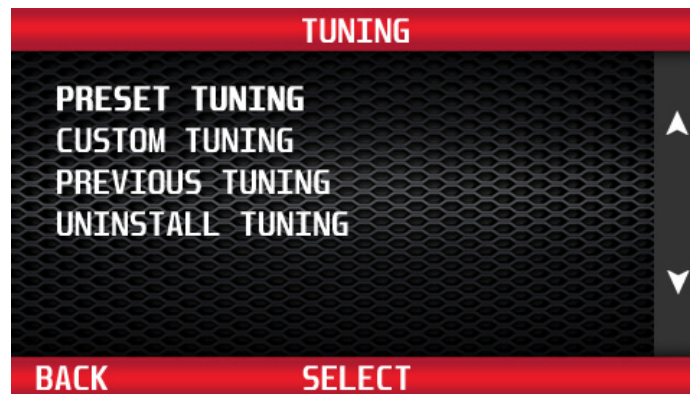 TUNING
PRESET TUNING
CUSTOM TUNING
PREVIOUS TUNING
UNINSTALL TUNING
BACK SELECT